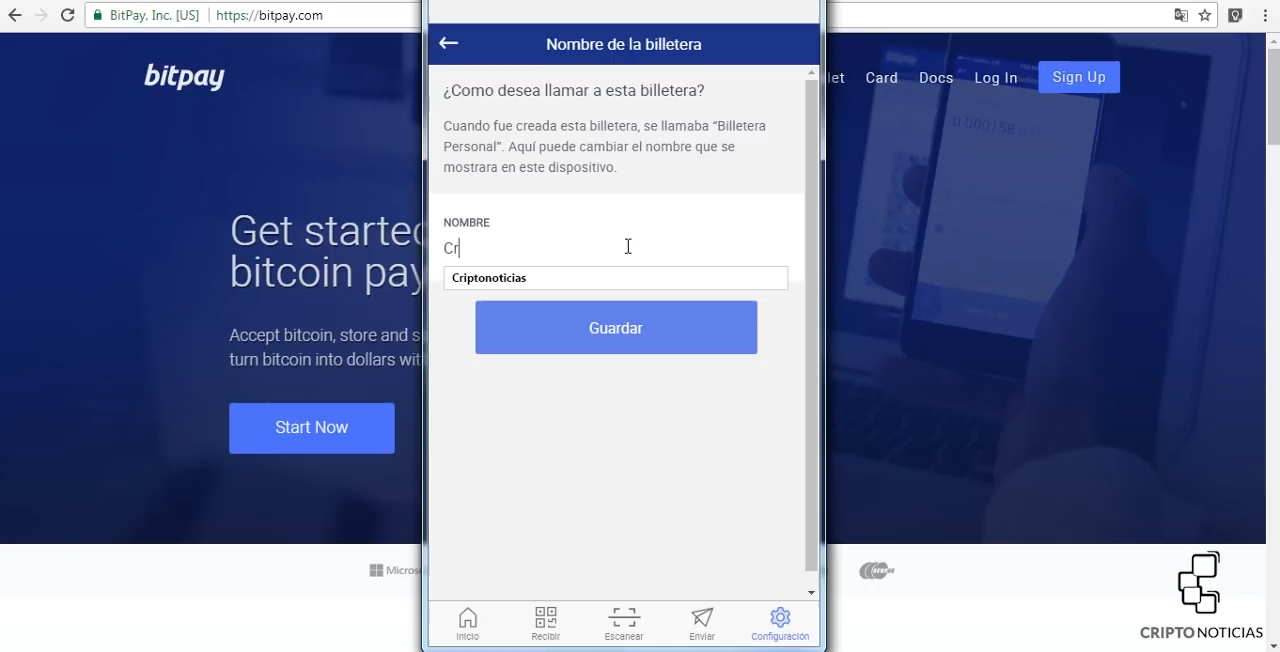 BitPay, Inc. [US]
https://bitpay.com
bitpay
Card
Docs
Log In
Sign Up
Get started
bitcoin pay
Accept bitcoin, store and s
turn bitcoin into dollars wit
Start Now
Nombre de la billetera
¿Como desea llamar a esta billetera?
Cuando fue creada esta billetera, se llamaba “Billetera
Personal”. Aquí puede cambiar el nombre que se
mostrara en este dispositivo.
NOMBRE
Cr
Criptonoticias
Guardar
Inicio
Recibir
Escanear
Enviar
Configuración
CRIPTONOTICIAS